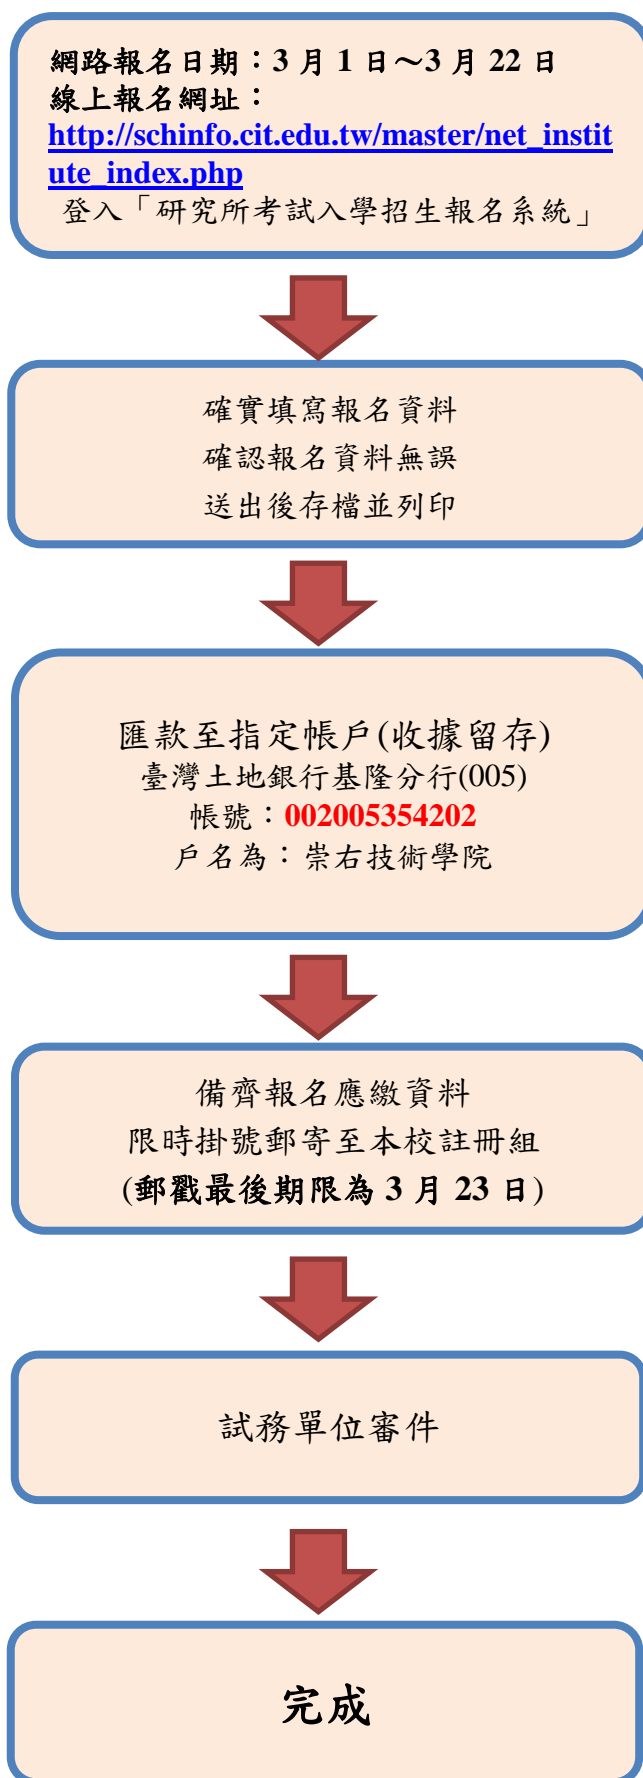 網路報名日期：3 月 1 日～3 月 22 日
線上報名網址：
http://schinfo.cit.edu.tw/master/net_instit
ute_index.php
登入「研究所考試入學招生報名系統」
確實填寫報名資料
確認報名資料無誤
送出後存檔並列印
匯款至指定帳戶(收據留存)
臺灣土地銀行基隆分行(005)
帳號：002005354202
戶名為：崇右技術學院
備齊報名應繳資料
限時掛號郵寄至本校註冊組
(郵戳最後期限為 3 月 23 日)
試務單位審件
完成